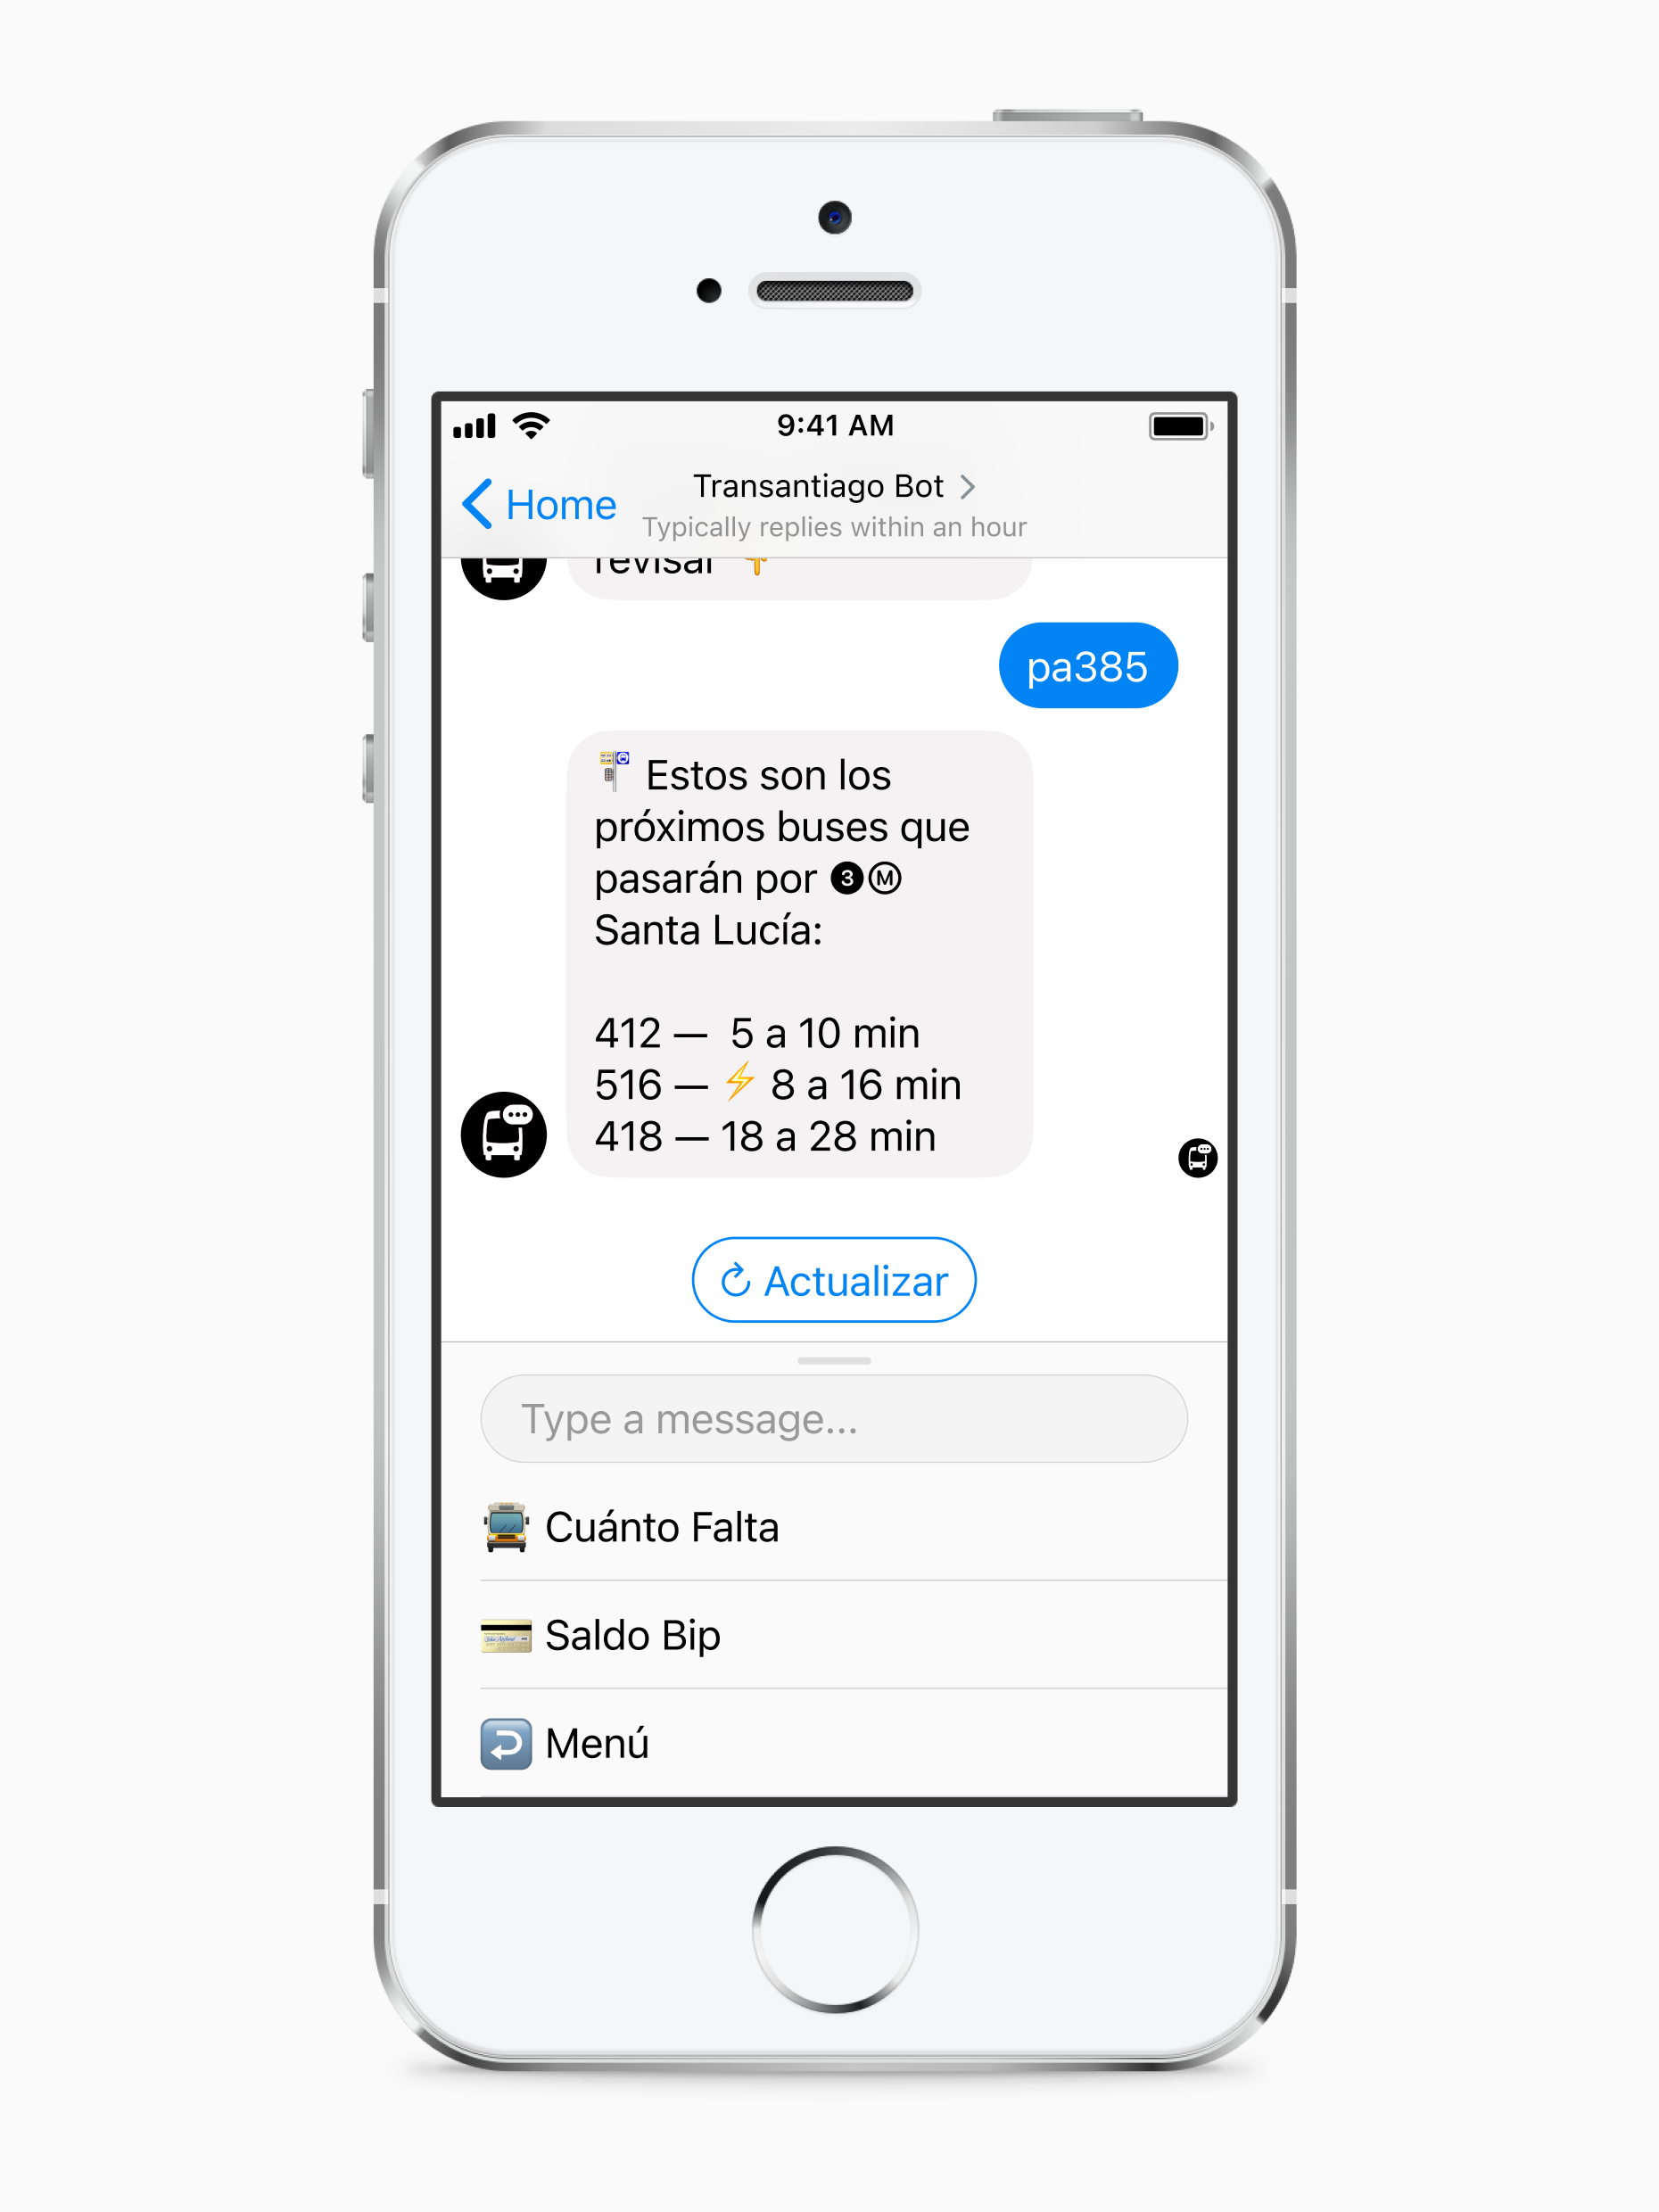 9:41 AM
Home
Transantiago Bot
Typically replies within an hour
revisar
pa385
Estos son los
próximos buses que
pasarán por ❸Ⓜ
Santa Lucía:
412 — 5 a 10 min
516 — ⚡ 8 a 16 min
418 — 18 a 28 min
Actualizar
Type a message...
Cuánto Falta
Saldo Bip
Menú